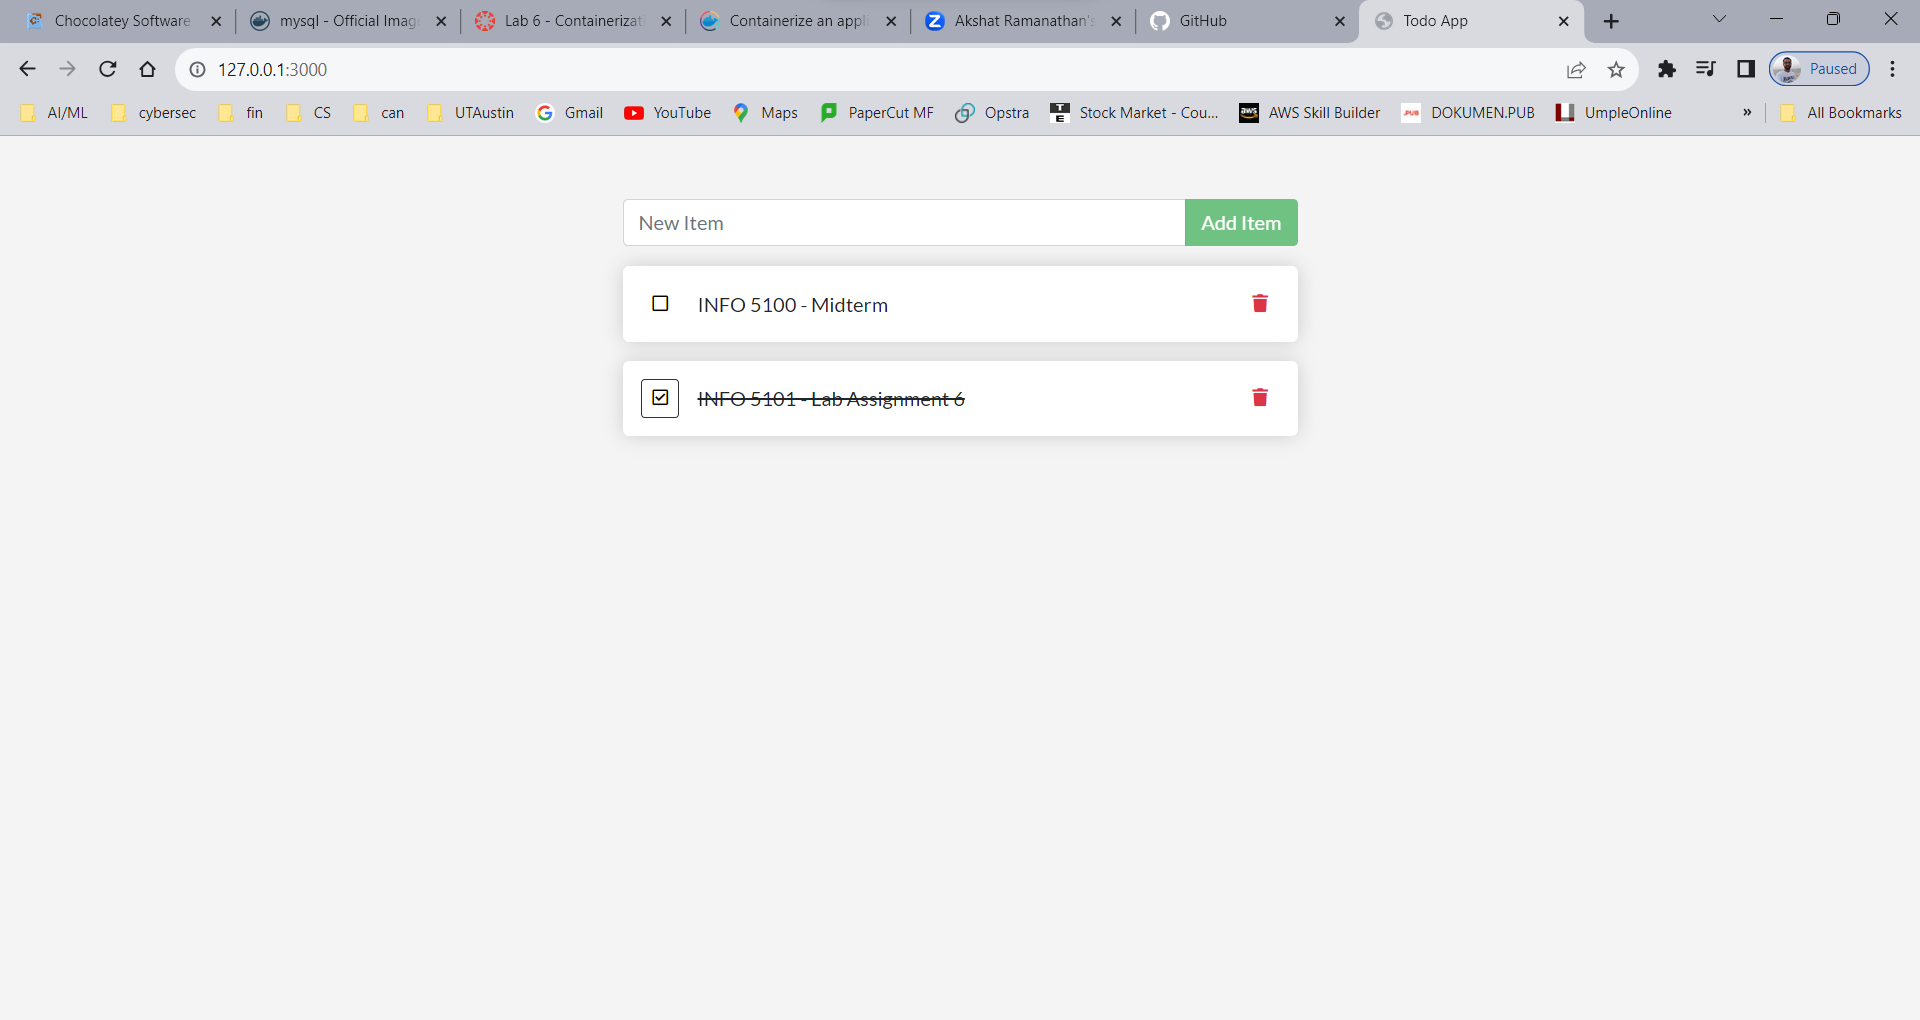 Chocolatey Software
mysql - Official Imag
Lab 6 - Containerizat
Containerize an appli
Akshat Ramanathan's
GitHub
Todo App
127.0.0.1:3000
Paused
AI/ML
cybersec
fin
CS
can
UTAustin
Gmail
YouTube
Maps
PaperCut MF
Opstra
Stock Market - Cou...
AWS Skill Builder
DOKUMEN.PUB
UmpleOnline
»
All Bookmarks
New Item
Add Item
INFO 5100 - Midterm
INFO 5101 - Lab Assignment 6